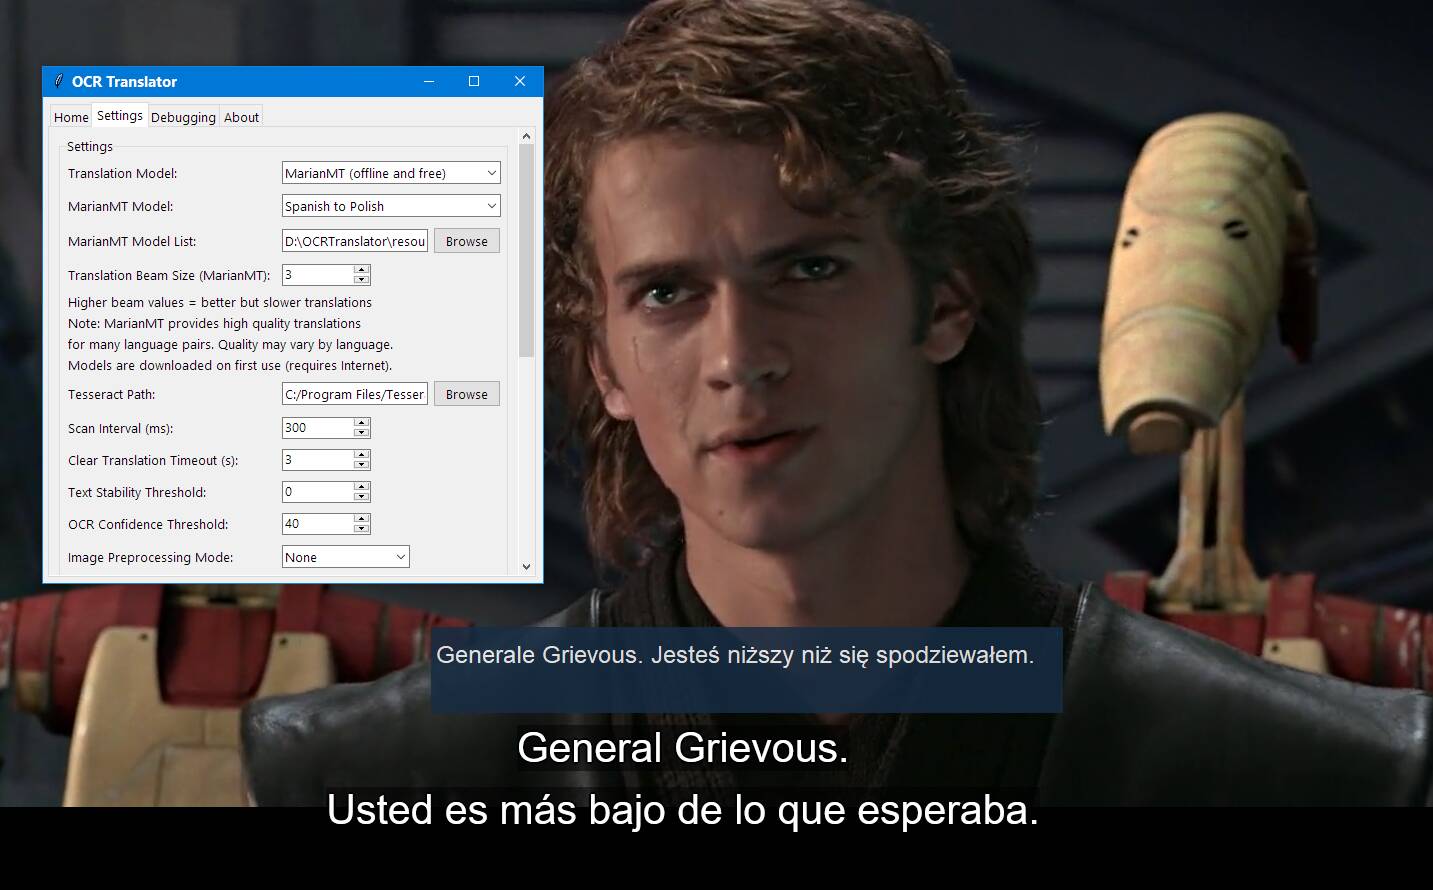 OCR Translator
Home Settings Debugging About
Settings
Translation Model: MarianMT (offline and free)
MarianMT Model: Spanish to Polish
MarianMT Model List: D:\OCRTranslator\resou Browse
Translation Beam Size (MarianMT): 3
Higher beam values = better but slower translations
Note: MarianMT provides high quality translations
for many language pairs. Quality may vary by language.
Models are downloaded on first use (requires Internet).
Tesseract Path: C:/Program Files/Tesser Browse
Scan Interval (ms): 300
Clear Translation Timeout (s): 3
Text Stability Threshold: 0
OCR Confidence Threshold: 40
Image Preprocessing Mode: None
Generale Grievous. Jesteś niższy niż się spodziewałem.
General Grievous.
Usted es más bajo de lo que esperaba.